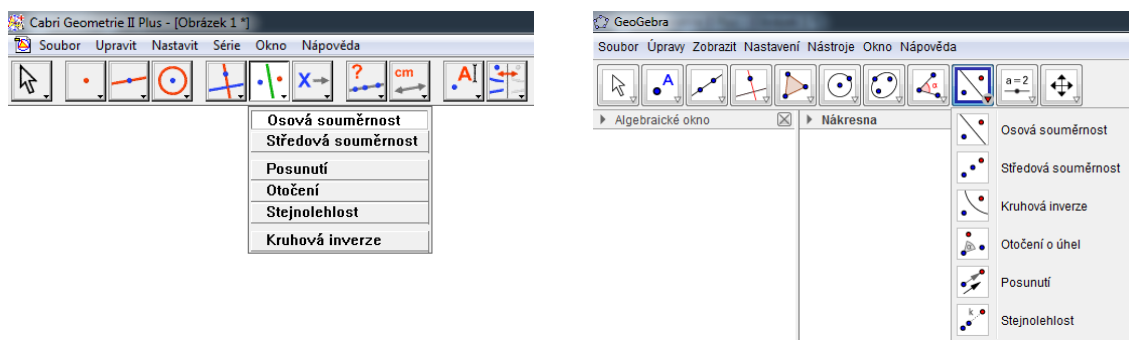 Cabri Geometrie II Plus - [Obrázek 1 *]
Soubor Upravit Nastavit Série Okno Nápověda
X ? cm AI
Osová souměrnost
Středová souměrnost
Posunutí
Otočení
Stejnolehlost
Kruhová inverze
GeoGebra
Soubor Úpravy Zobrazit Nastavení Nástroje Okno Nápověda
A α a=2
Algebraické okno
Nákresna
Osová souměrnost
Středová souměrnost
Kruhová inverze
Otočení o úhel
Posunutí
k
Stejnolehlost